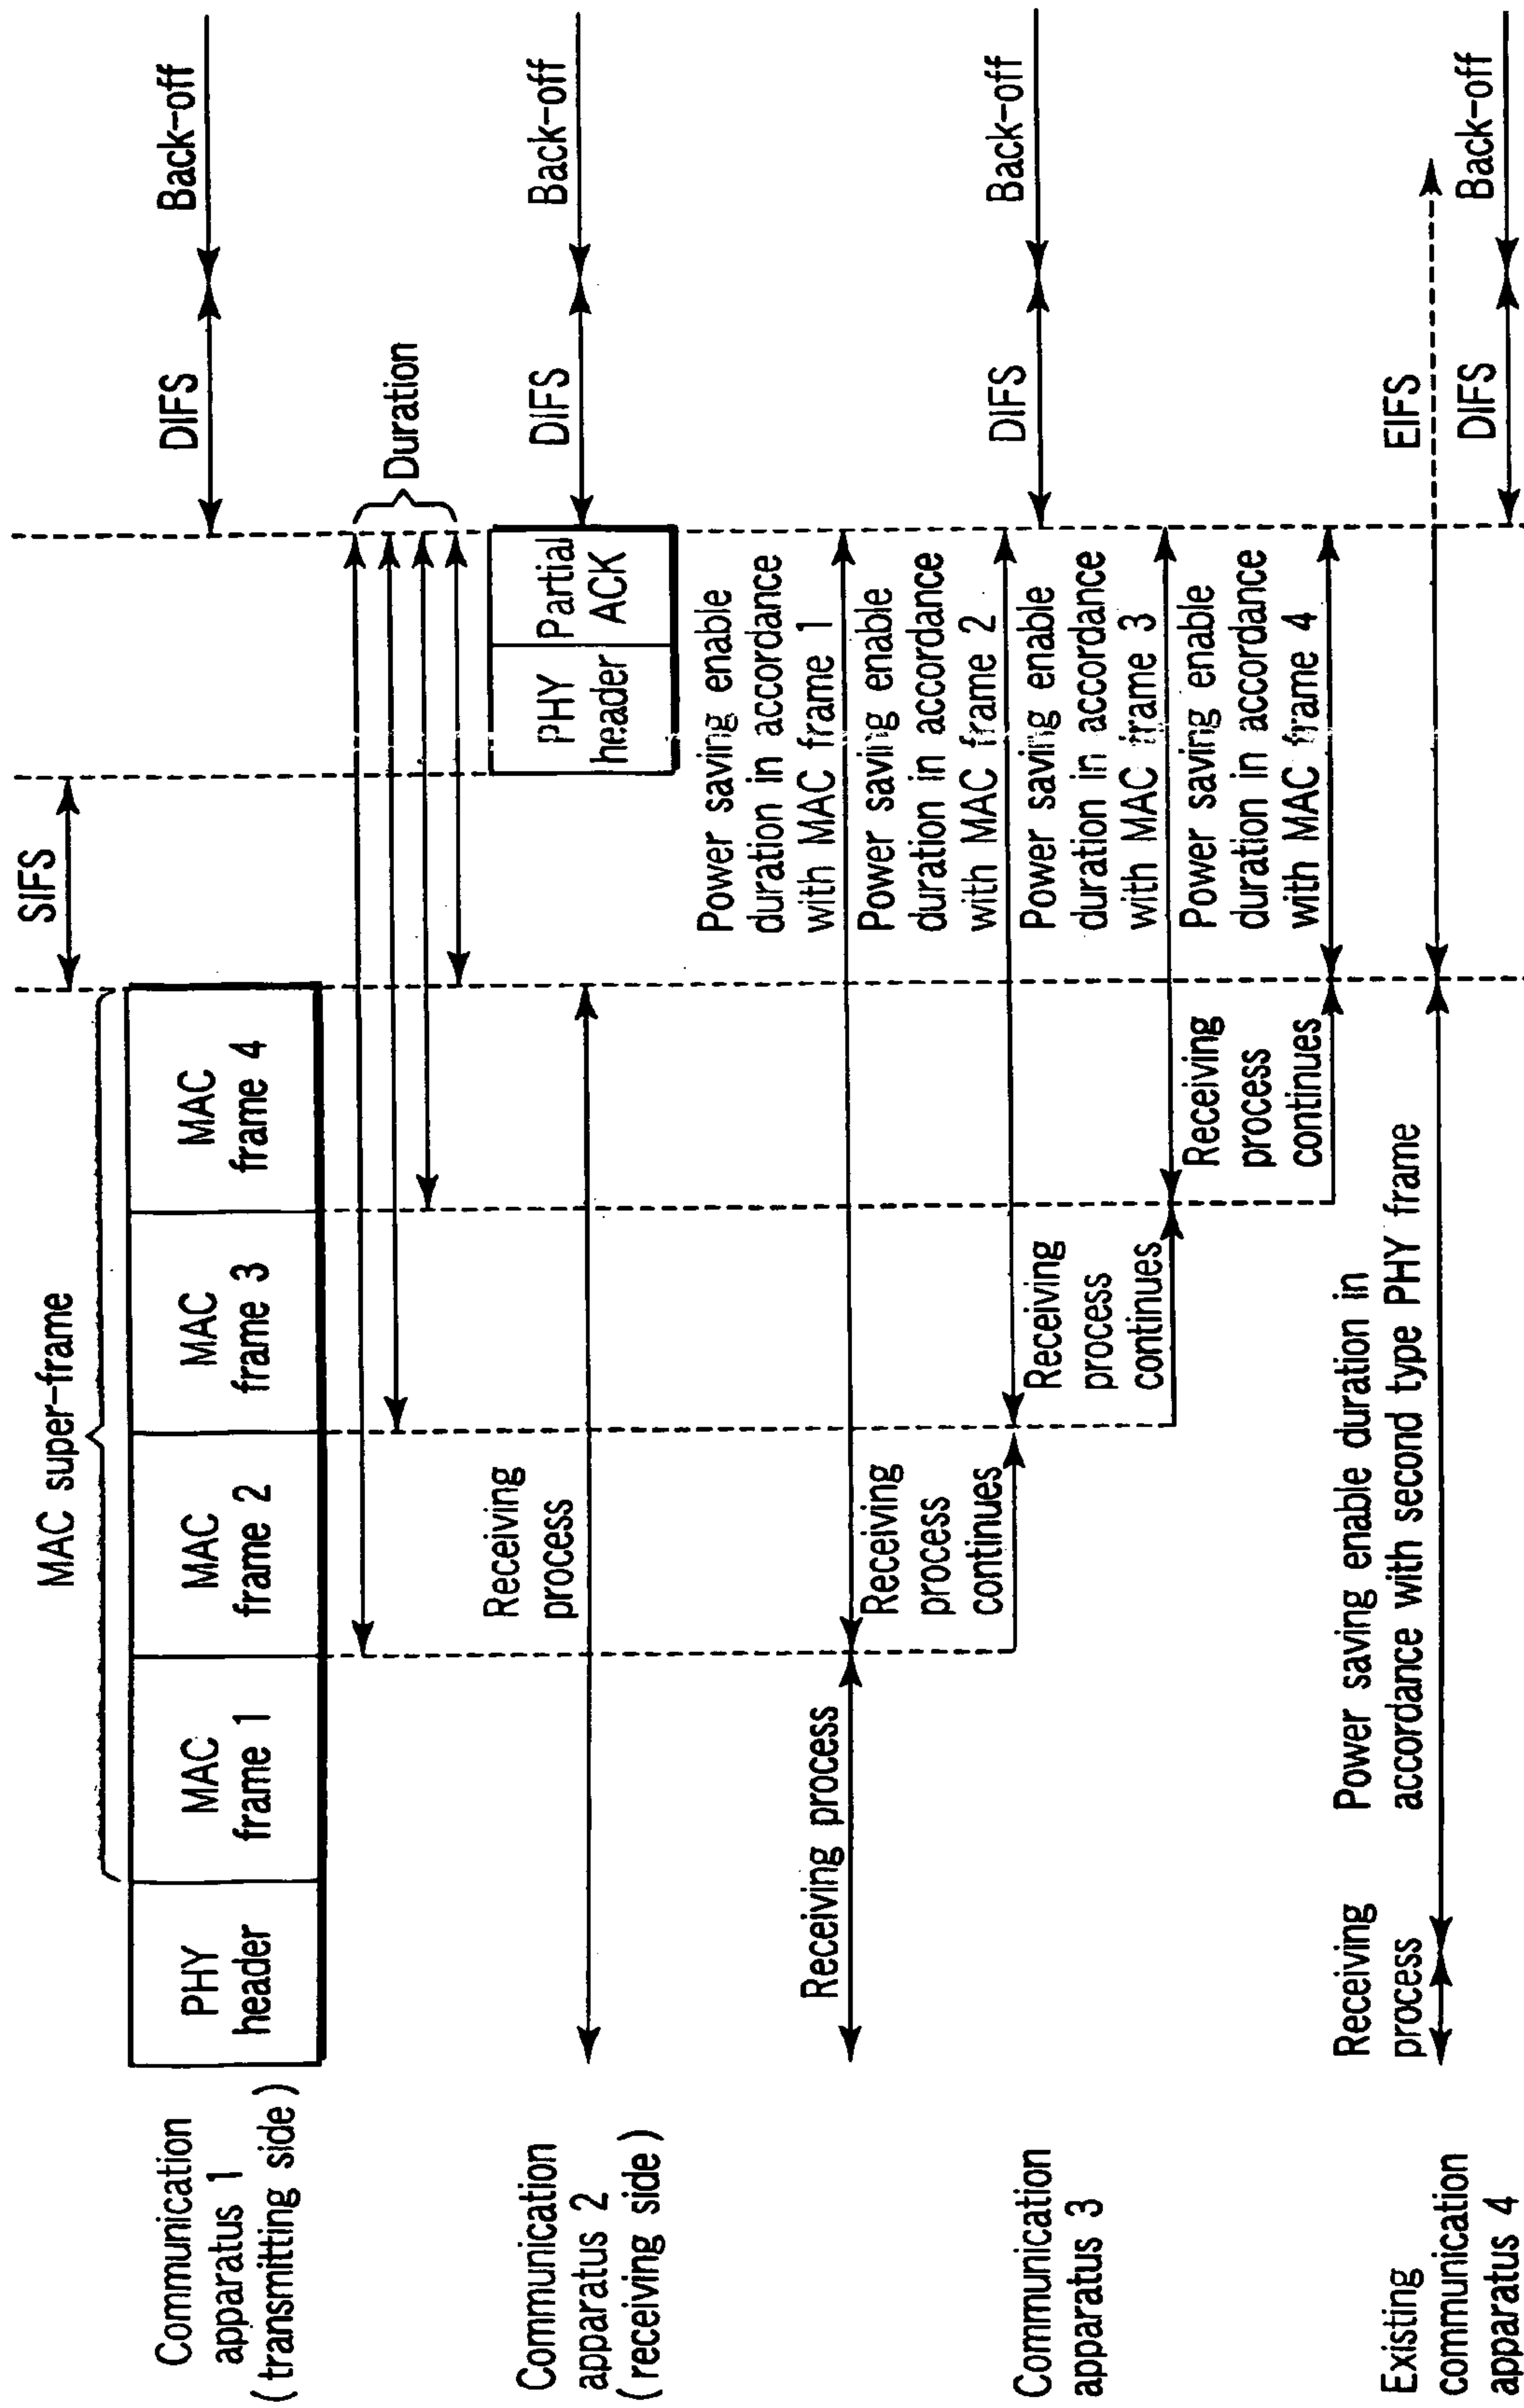 SIFS
MAC super-frame
Communication
apparatus 1
(transmitting side)
PHY
header
MAC
frame 1
MAC
frame 2
MAC
frame 3
MAC
frame 4
DIFS
Back-off
Duration
Communication
apparatus 2
(receiving side)
Receiving
process
PHY
header
Partial
ACK
DIFS
Back-off
Communication
apparatus 3
Receiving process
Power saving enable
duration in accordance
with MAC frame 1
Receiving
process
continues
Power saving enable
duration in accordance
with MAC frame 2
Receiving
process
continues
Power saving enable
duration in accordance
with MAC frame 3
Receiving
process
continues
Power saving enable
duration in accordance
with MAC frame 4
DIFS
Back-off
Existing
communication
apparatus 4
Receiving
process
Power saving enable duration in
accordance with second type PHY frame
EIFS
DIFS
Back-off